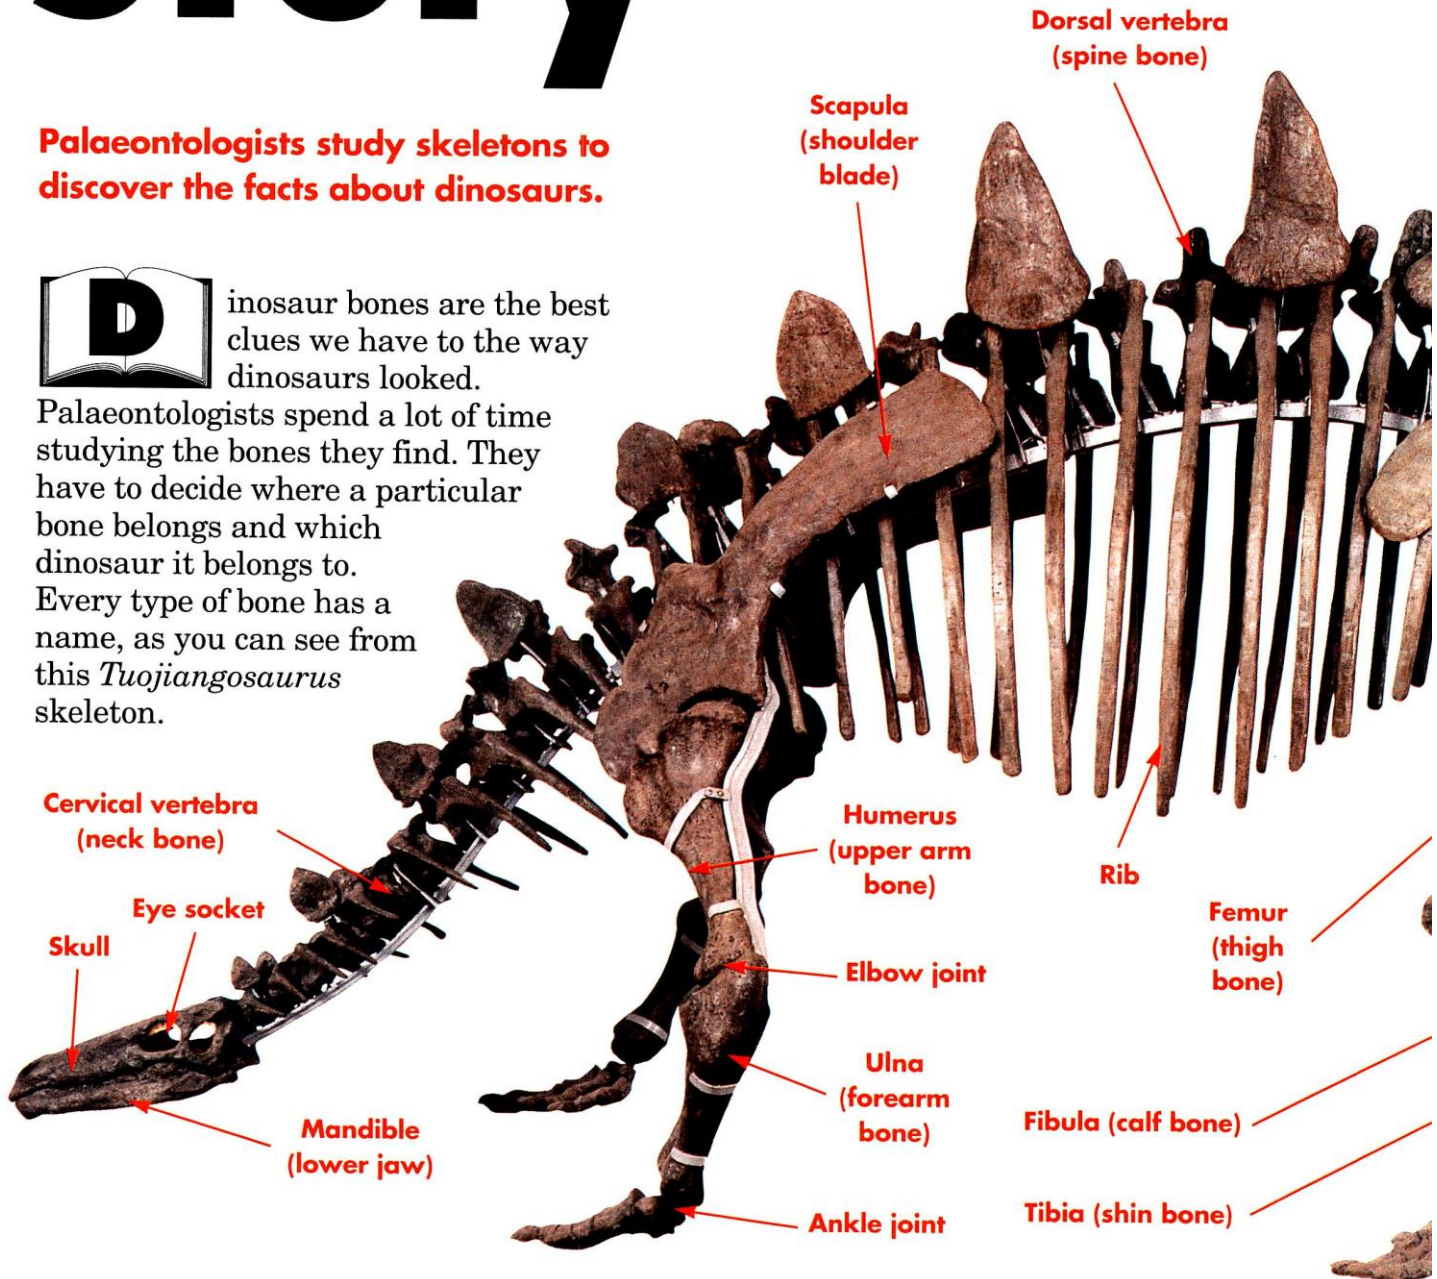 story
Palaeontologists study skeletons to
discover the facts about dinosaurs.
Dinosaur bones are the best
clues we have to the way
dinosaurs looked.
Palaeontologists spend a lot of time
studying the bones they find. They
have to decide where a particular
bone belongs and which
dinosaur it belongs to.
Every type of bone has a
name, as you can see from
this Tuojiangosaurus
skeleton.
Dorsal vertebra
(spine bone)
Scapula
(shoulder
blade)
Cervical vertebra
(neck bone)
Eye socket
Skull
Mandible
(lower jaw)
Humerus
(upper arm
bone)
Elbow joint
Ulna
(forearm
bone)
Ankle joint
Rib
Femur
(thigh
bone)
Fibula (calf bone)
Tibia (shin bone)